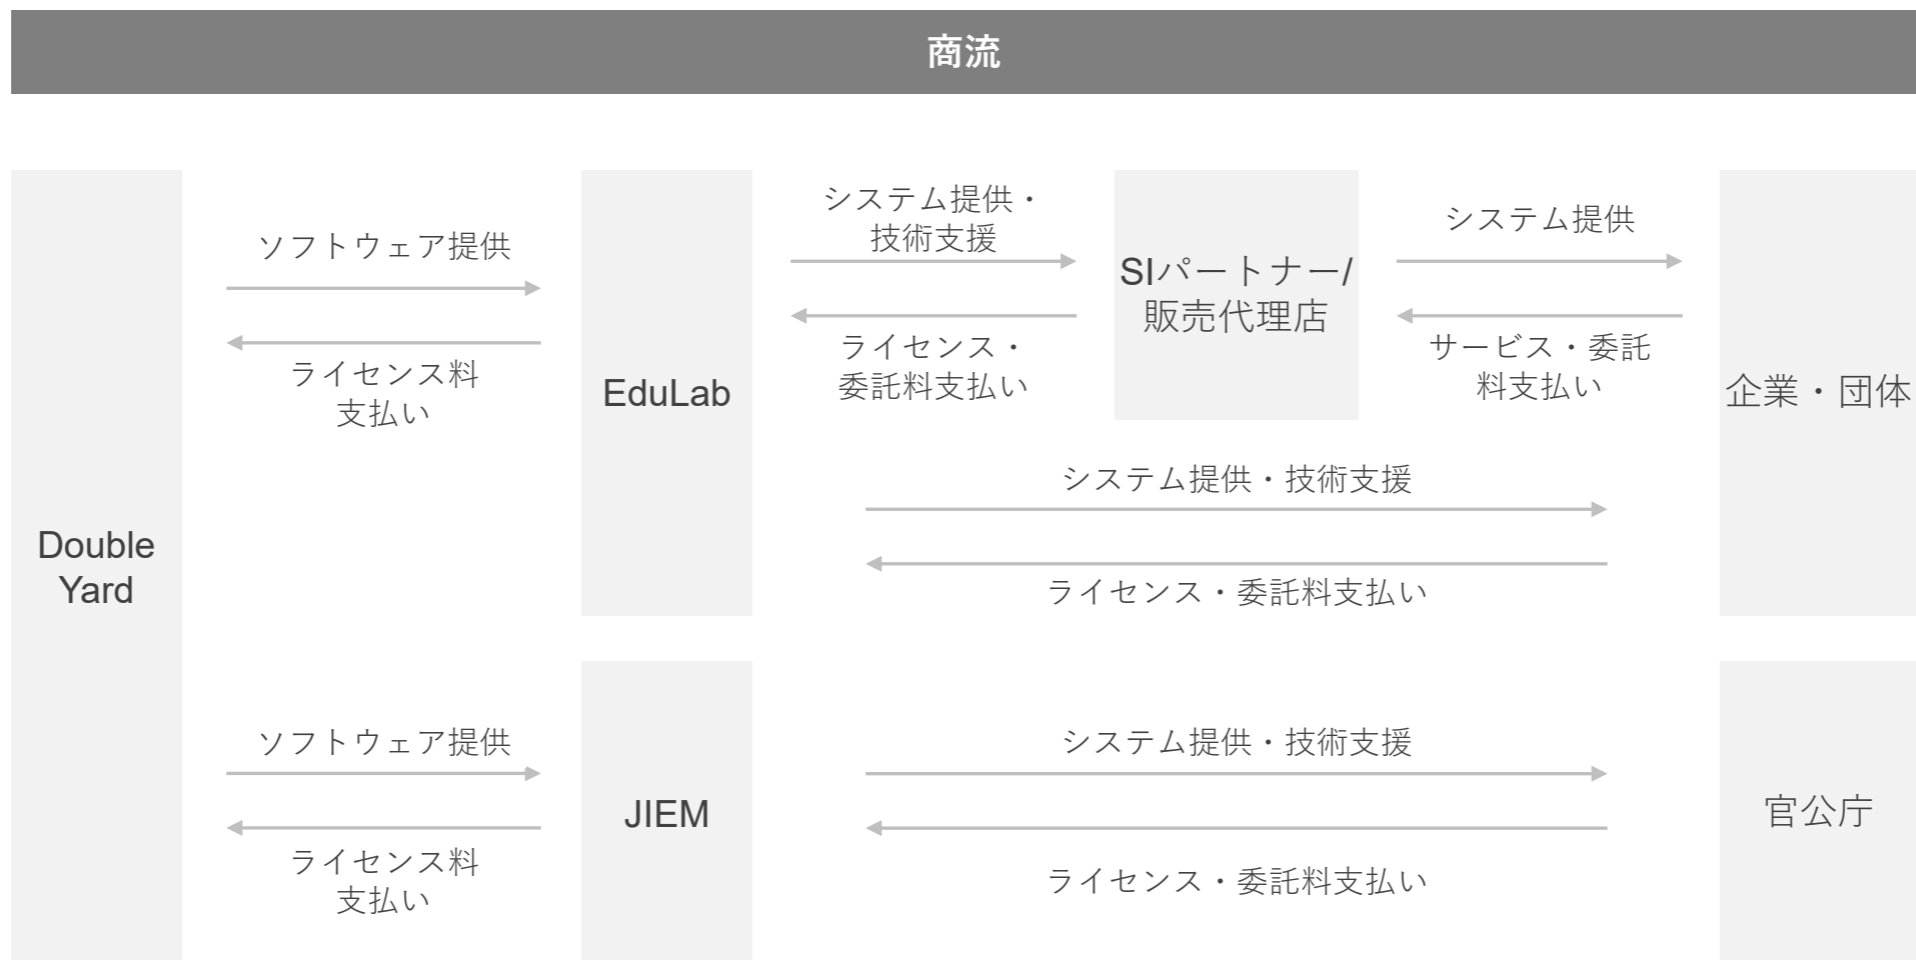 商流
Double
Yard
ソフトウェア提供
ライセンス料
支払い
EduLab
システム提供・
技術支援
ライセンス・
委託料支払い
SIパートナー/
販売代理店
システム提供
サービス・委託
料支払い
企業・団体
システム提供・技術支援
ライセンス・委託料支払い
ソフトウェア提供
ライセンス料
支払い
JIEM
システム提供・技術支援
ライセンス・委託料支払い
官公庁